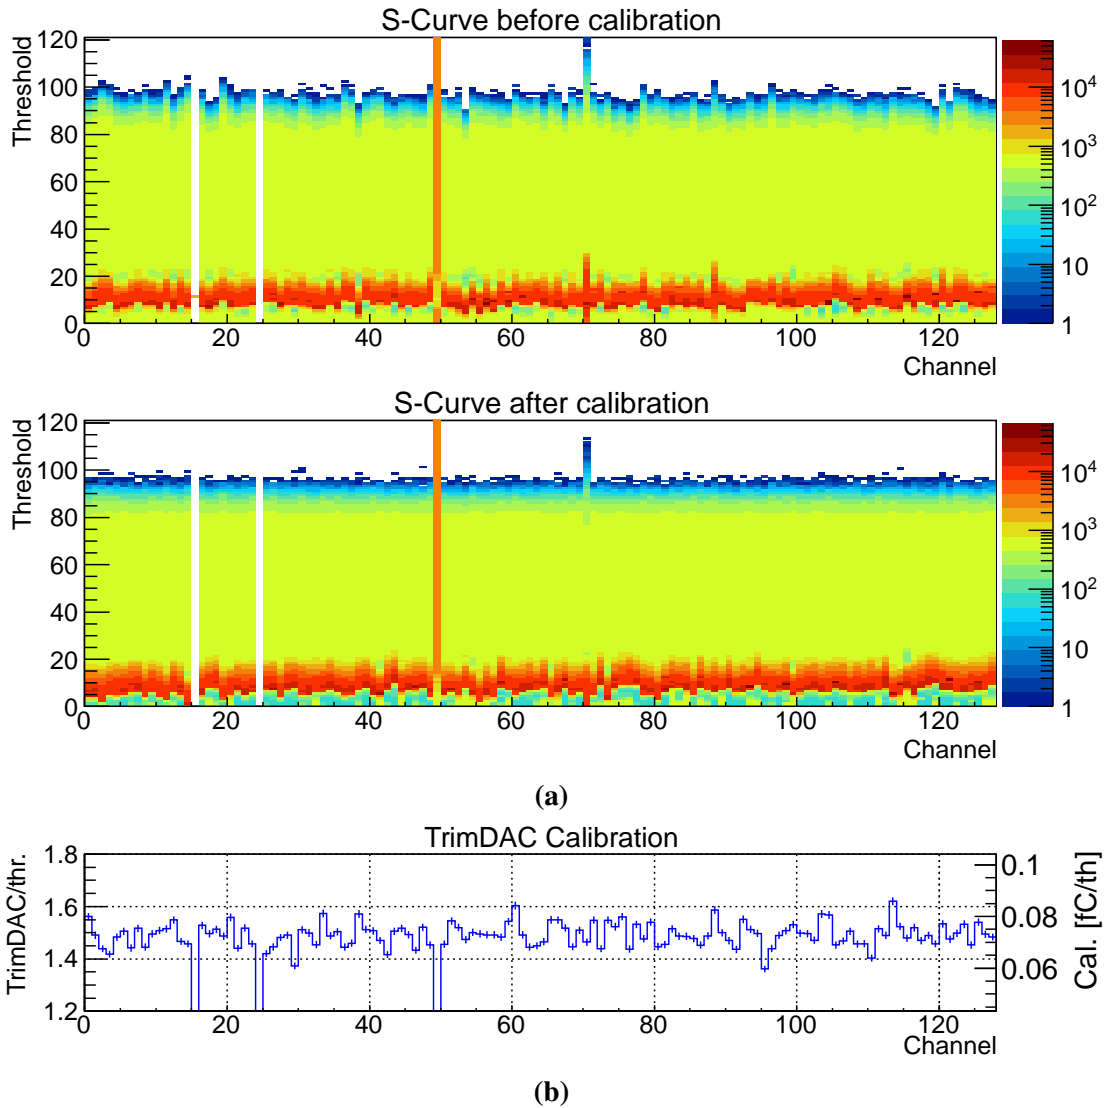 S-Curve before calibration
Threshold
120
100
80
60
40
20
0
0 20 40 60 80 100 120
Channel
10⁴
10³
10²
10
1
S-Curve after calibration
Threshold
120
100
80
60
40
20
0
0 20 40 60 80 100 120
Channel
10⁴
10³
10²
10
1
(a)
TrimDAC Calibration
TrimDAC/thr.
1.8
1.6
1.4
1.2
0 20 40 60 80 100 120
Channel
0.1
0.08
0.06
Cal. [fC/th]
(b)